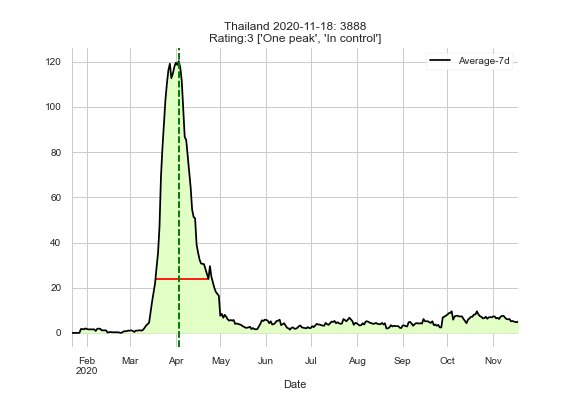 Thailand 2020-11-18: 3888
Rating:3 ['One peak', 'In control']
Average-7d
120
100
80
60
40
20
0
Feb Mar Apr May Jun Jul Aug Sep Oct Nov
2020
Date